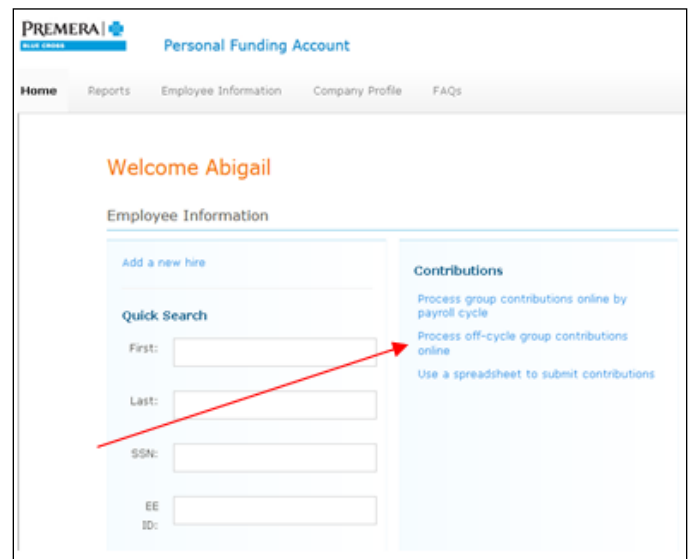 PREMERA
BLUE CROSS
Personal Funding Account
Home Reports Employee Information Company Profile FAQs
Welcome Abigail
Employee Information
Add a new hire
Quick Search
First:
Last:
SSN:
EE
ID:
Contributions
Process group contributions online by
payroll cycle
Process off-cycle group contributions
online
Use a spreadsheet to submit contributions